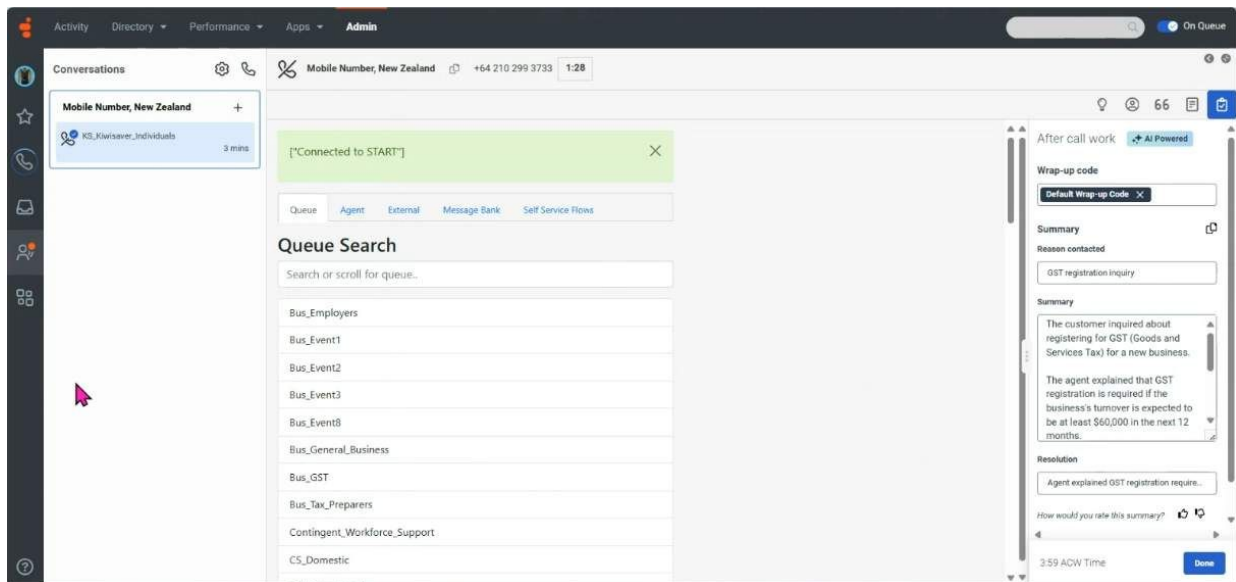 Activity
Directory
Performance
Apps
Admin
On Queue
Conversations
Mobile Number, New Zealand
+64 210 299 3733
1:28
Mobile Number, New Zealand
KS_Kiwisaver_Individuals
3 mins
["Connected to START"]
Queue
Agent
External
Message Bank
Self Service Flows
Queue Search
Search or scroll for queue..
Bus_Employers
Bus_Event1
Bus_Event2
Bus_Event3
Bus_Event8
Bus_General_Business
Bus_GST
Bus_Tax_Preparers
Contingent_Workforce_Support
CS_Domestic
After call work
AI Powered
Wrap-up code
Default Wrap-up Code
Summary
Reason contacted
GST registration inquiry
Summary
The customer inquired about
registering for GST (Goods and
Services Tax) for a new business.
The agent explained that GST
registration is required if the
business's turnover is expected to
be at least $60,000 in the next 12
months.
Resolution
Agent explained GST registration require...
How would you rate this summary?
3:59 ACW Time
Done